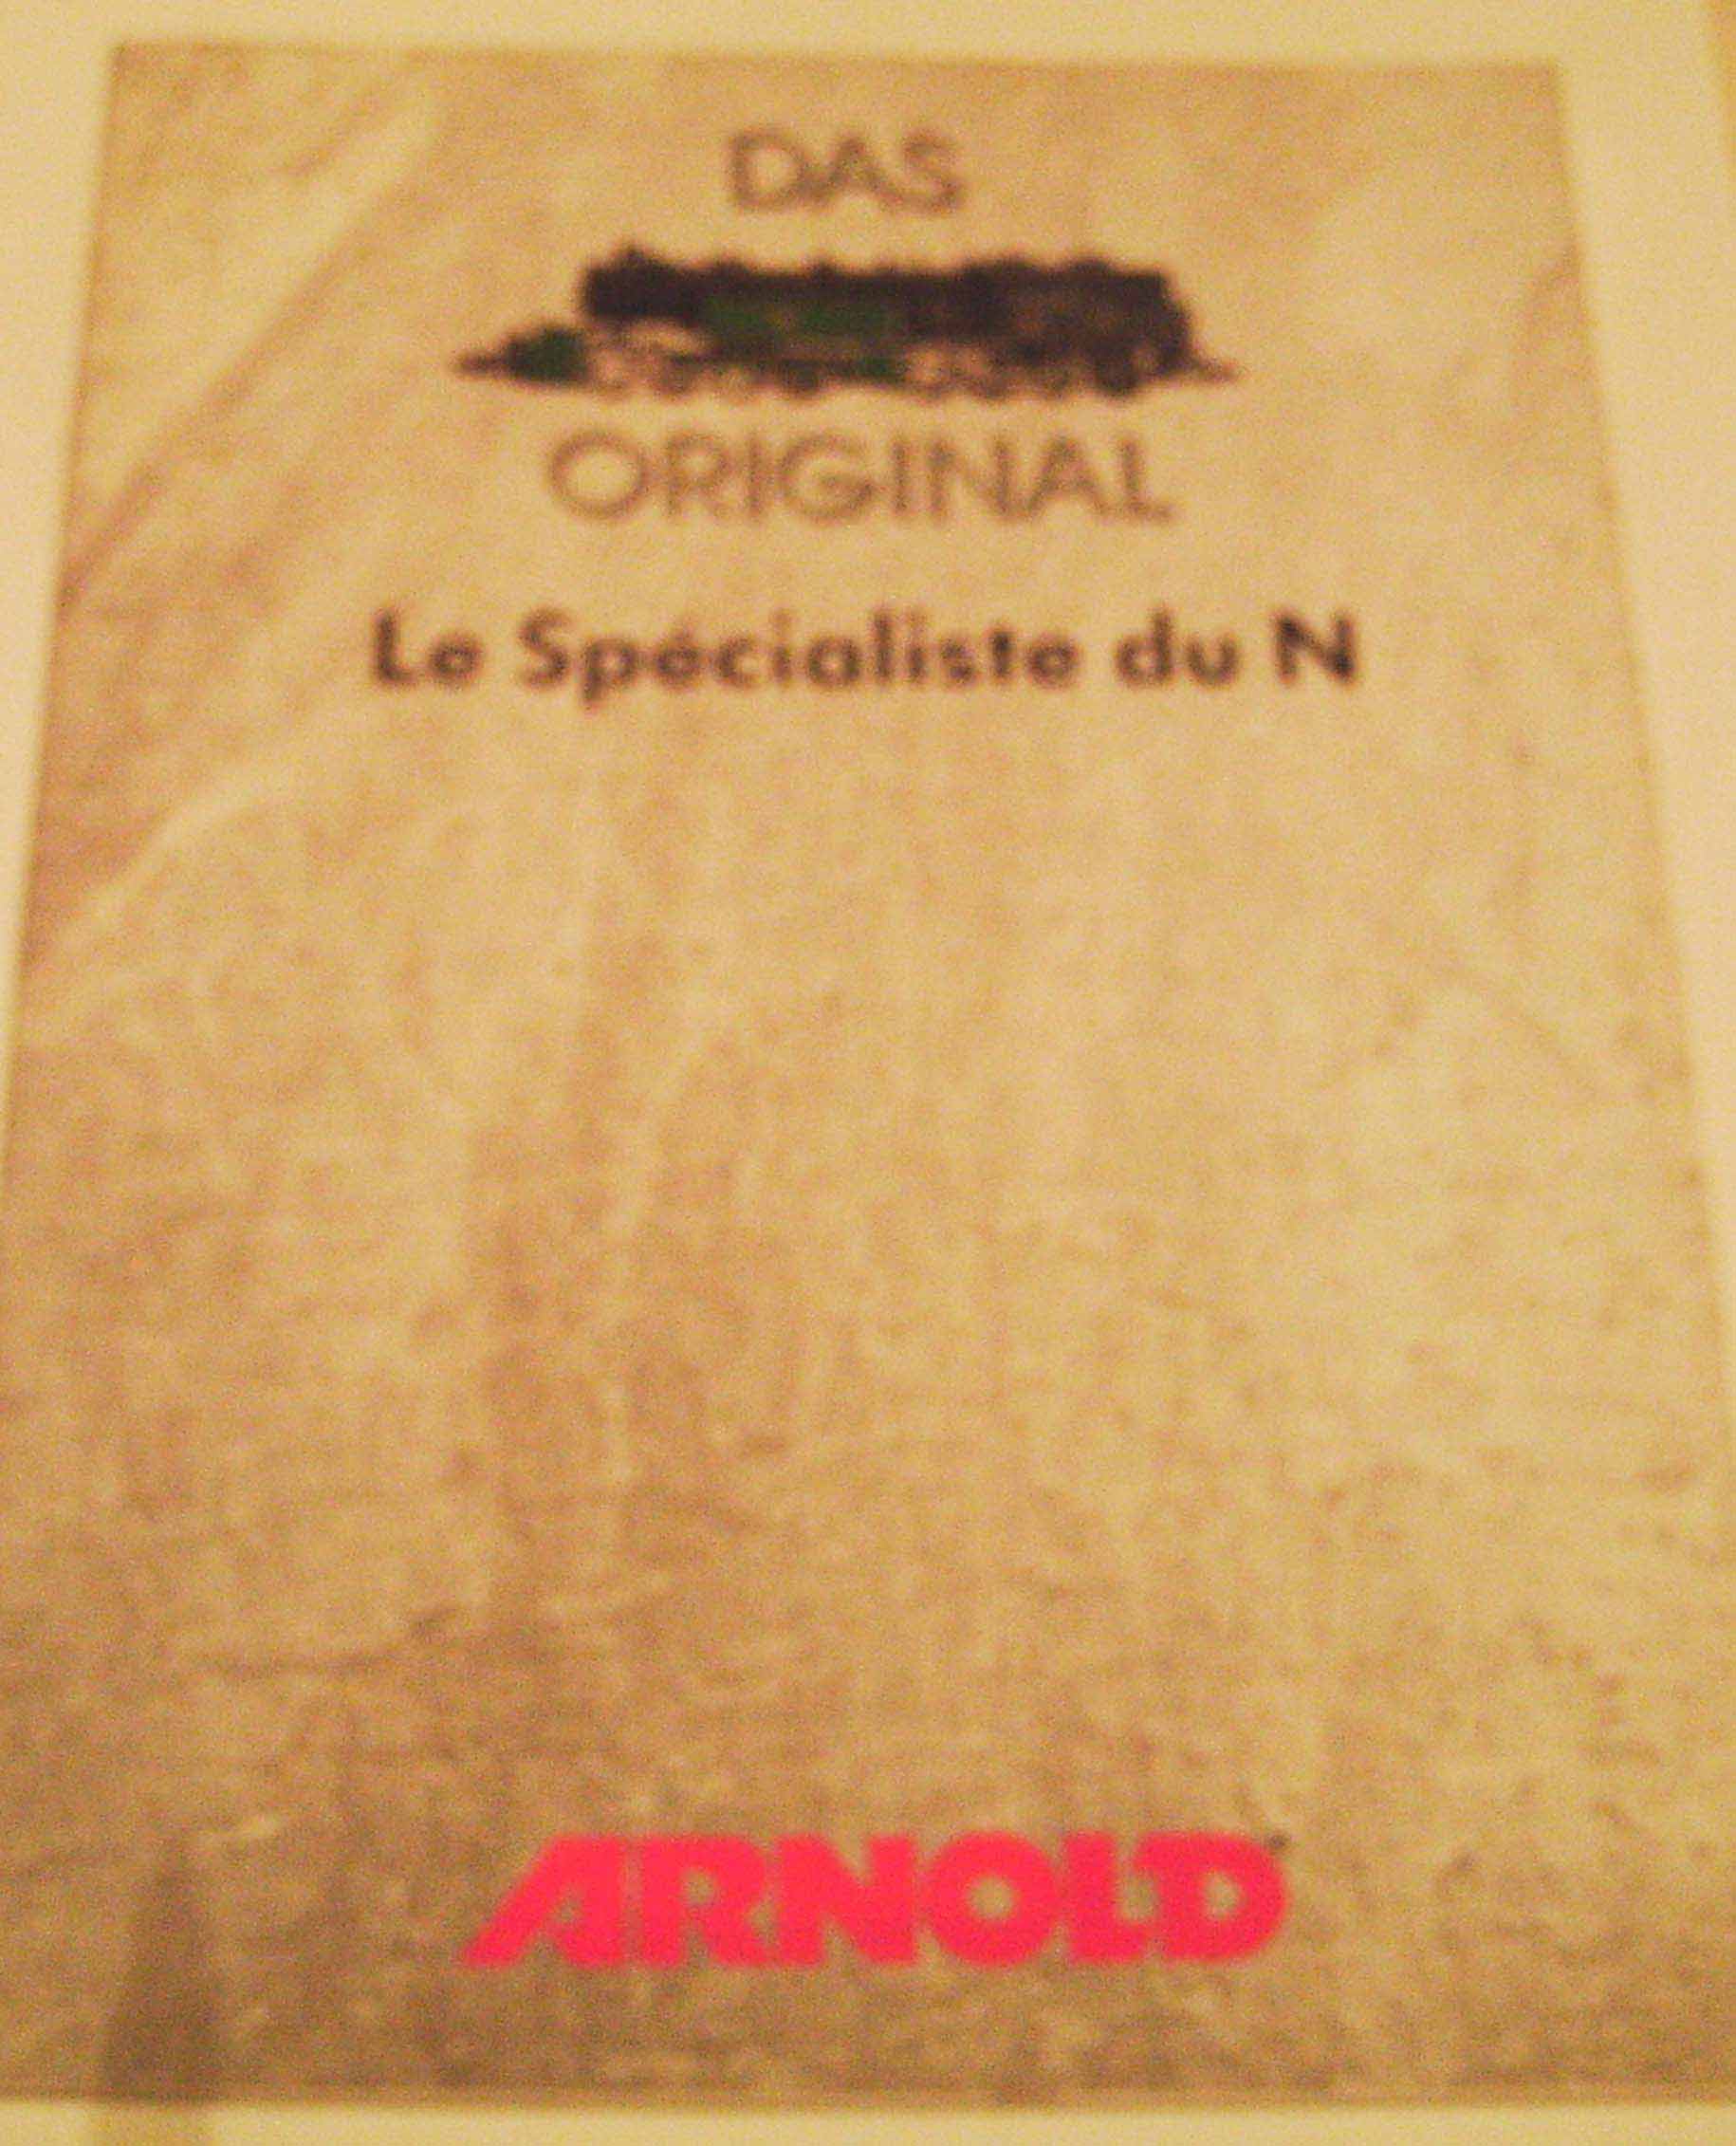 DAS
ORIGINAL
Le Spécialiste du N
ARNOLD